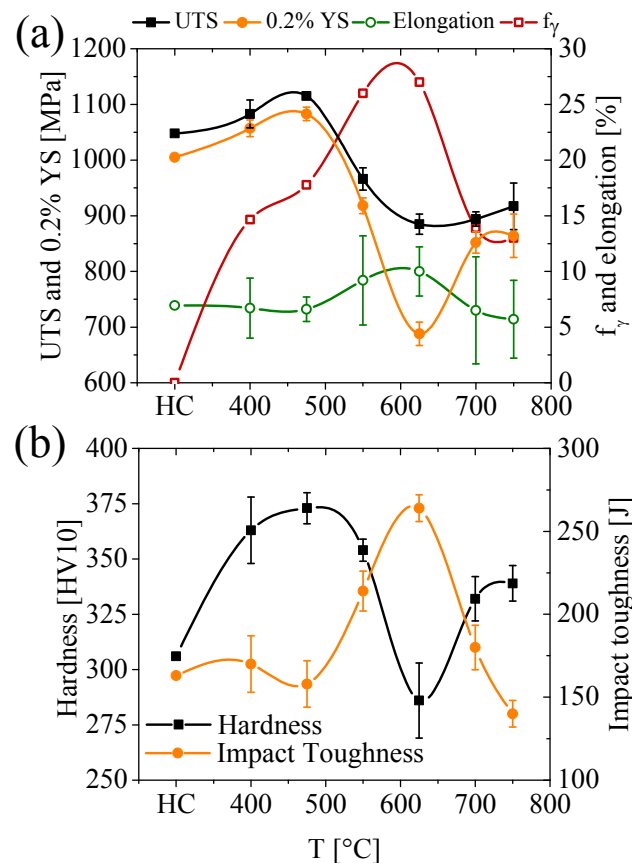 (a)
UTS 0.2% YS Elongation fγ
1200
1100
1000
900
800
700
600
UTS and 0.2% YS [MPa]
30
25
20
15
10
5
0
fγ and elongation [%]
HC 400 500 600 700 800
(b)
400
375
350
325
300
275
250
Hardness [HV10]
300
250
200
150
100
Impact toughness [J]
Hardness
Impact Toughness
HC 400 500 600 700 800
T [°C]